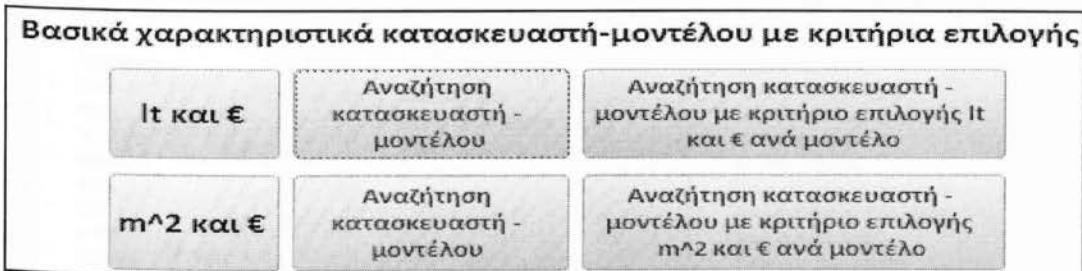 Βασικά χαρακτηριστικά κατασκευαστή-μοντέλου με κριτήρια επιλογής
lt και €
Αναζήτηση
κατασκευαστή -
μοντέλου
Αναζήτηση κατασκευαστή -
μοντέλου με κριτήριο επιλογής lt
και € ανά μοντέλο
m^2 και €
Αναζήτηση
κατασκευαστή -
μοντέλου
Αναζήτηση κατασκευαστή -
μοντέλου με κριτήριο επιλογής
m^2 και € ανά μοντέλο